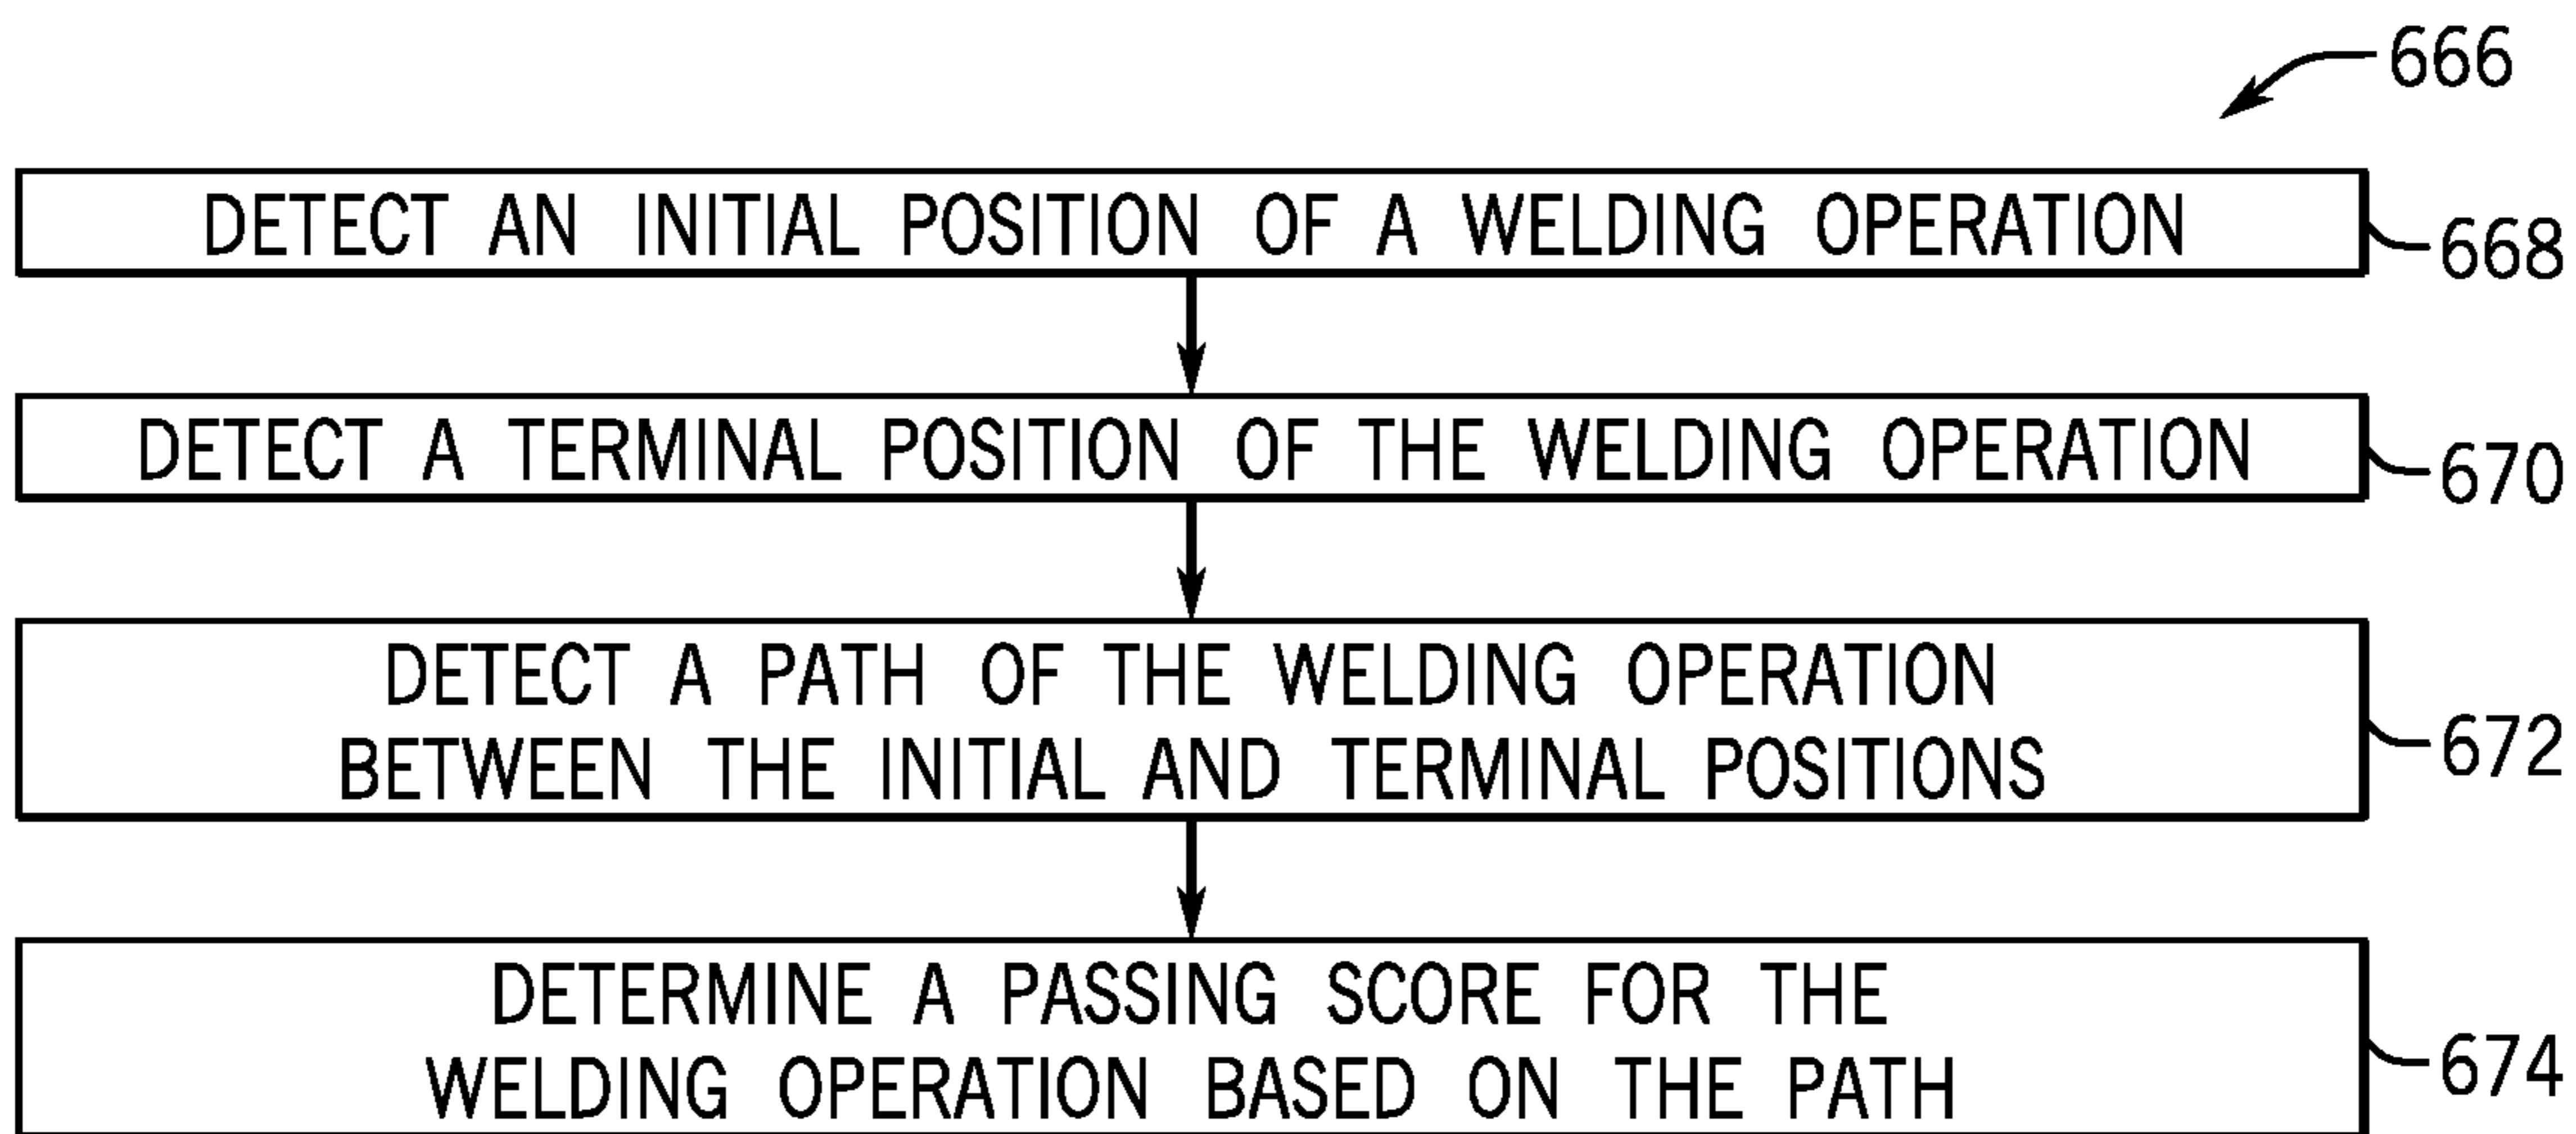 666
DETECT AN INITIAL POSITION OF A WELDING OPERATION
668
DETECT A TERMINAL POSITION OF THE WELDING OPERATION
670
DETECT A PATH OF THE WELDING OPERATION
BETWEEN THE INITIAL AND TERMINAL POSITIONS
672
DETERMINE A PASSING SCORE FOR THE
WELDING OPERATION BASED ON THE PATH
674